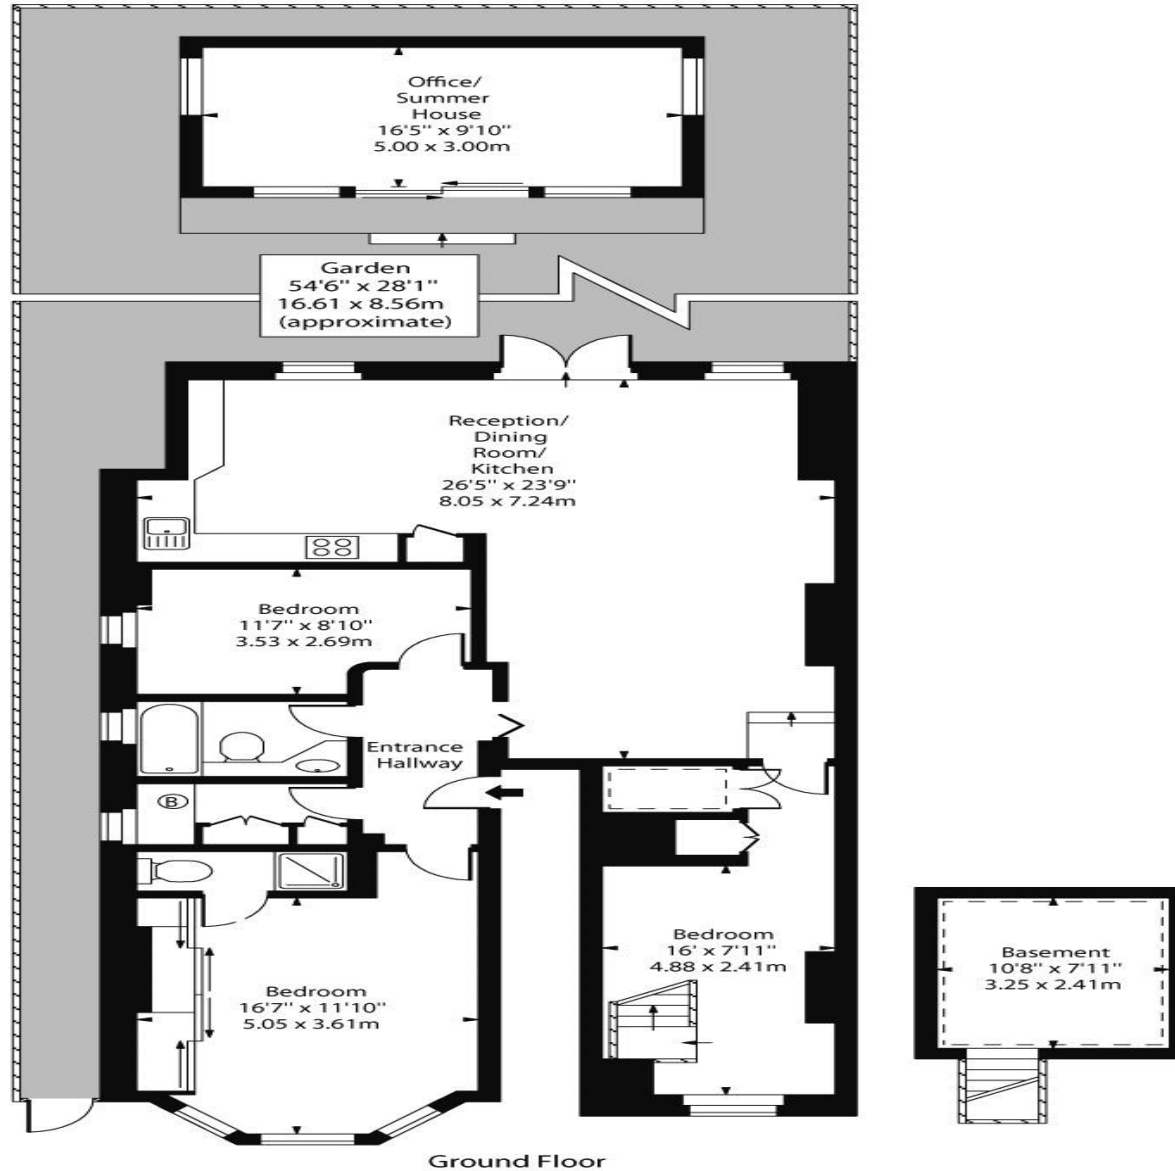 Office/
Summer
House
16'5" x 9'10"
5.00 x 3.00m
Garden
54'6" x 28'1"
16.61 x 8.56m
(approximate)
Reception/
Dining
Room/
Kitchen
26'5" x 23'9"
8.05 x 7.24m
Bedroom
11'7" x 8'10"
3.53 x 2.69m
Entrance
Hallway
B
Bedroom
16' x 7'11"
4.88 x 2.41m
Basement
10'8" x 7'11"
3.25 x 2.41m
Bedroom
16'7" x 11'10"
5.05 x 3.61m
Ground Floor